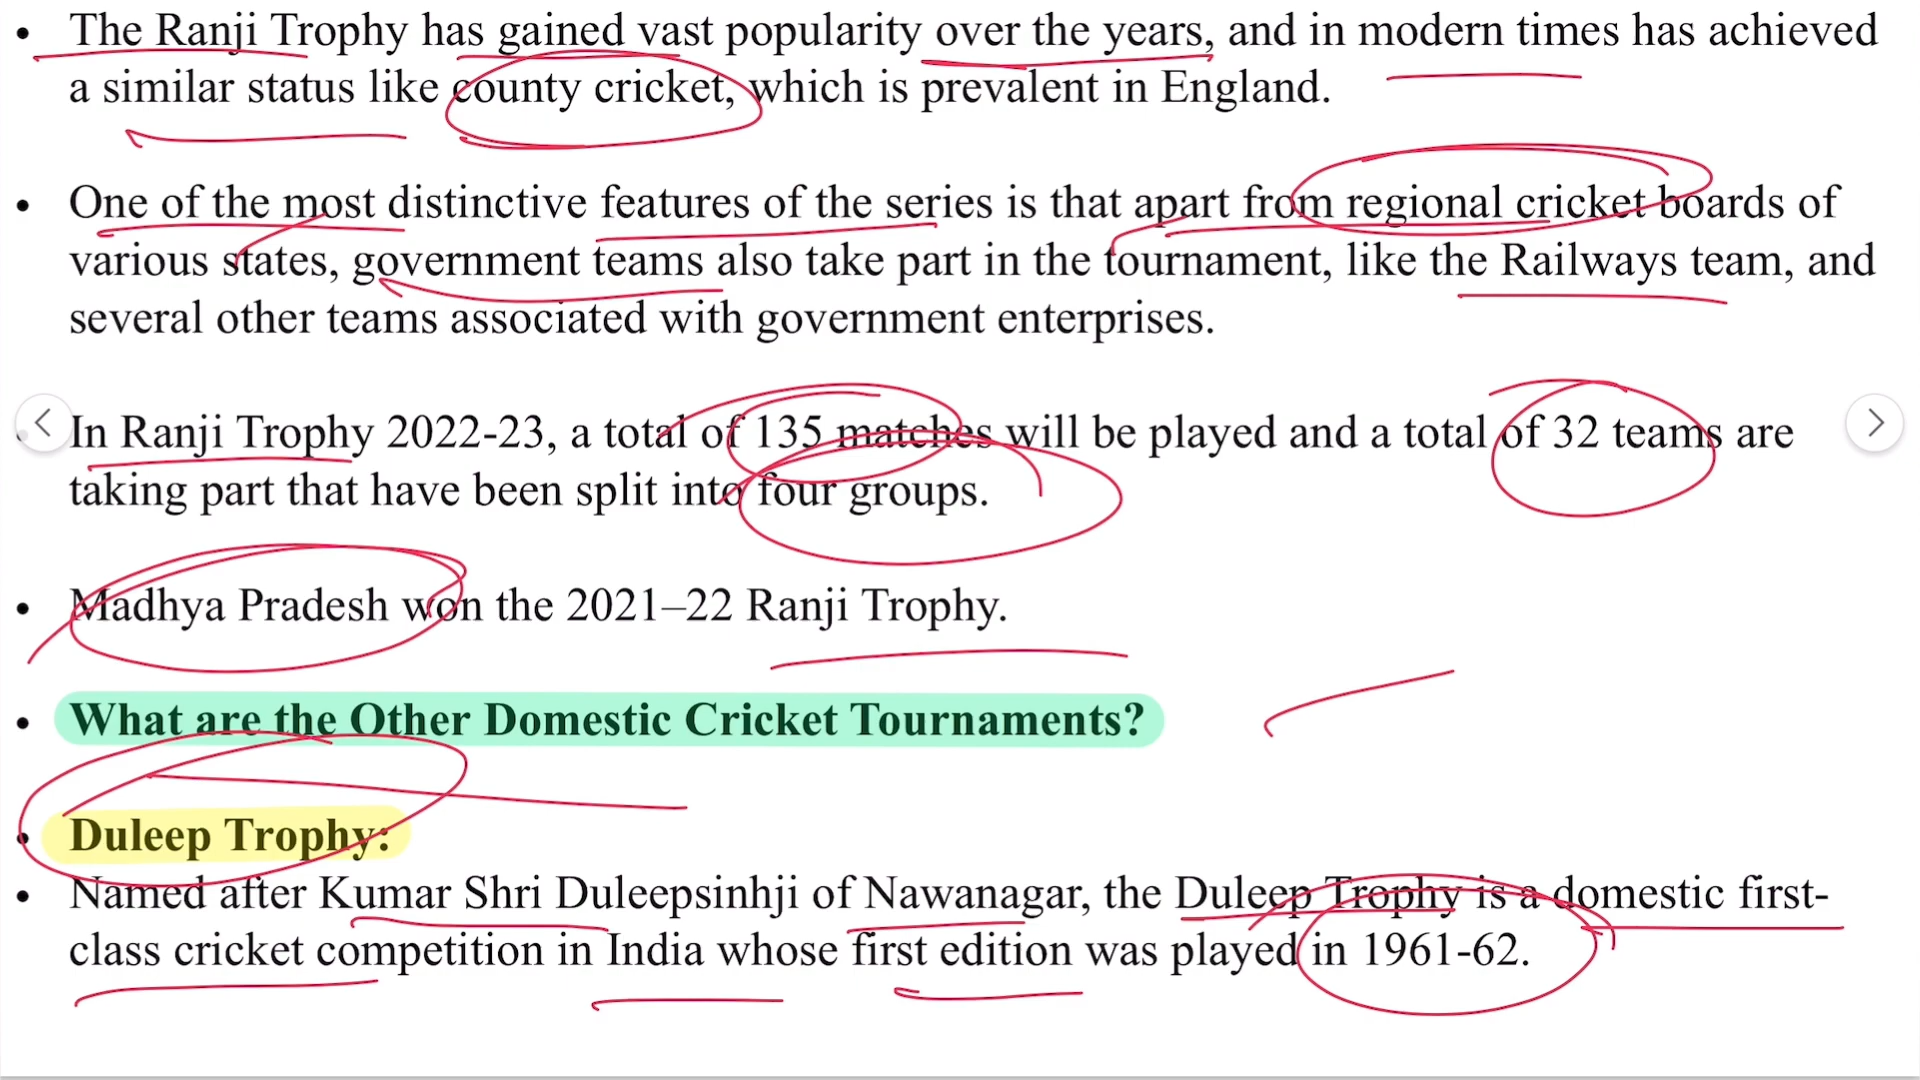 • The Ranji Trophy has gained vast popularity over the years, and in modern times has achieved
a similar status like county cricket, which is prevalent in England.
• One of the most distinctive features of the series is that apart from regional cricket boards of
various states, government teams also take part in the tournament, like the Railways team, and
several other teams associated with government enterprises.
• In Ranji Trophy 2022-23, a total of 135 matches will be played and a total of 32 teams are
taking part that have been split into four groups.
• Madhya Pradesh won the 2021–22 Ranji Trophy.
• What are the Other Domestic Cricket Tournaments?
• Duleep Trophy:
• Named after Kumar Shri Duleepsinhji of Nawanagar, the Duleep Trophy is a domestic first-
class cricket competition in India whose first edition was played in 1961-62.